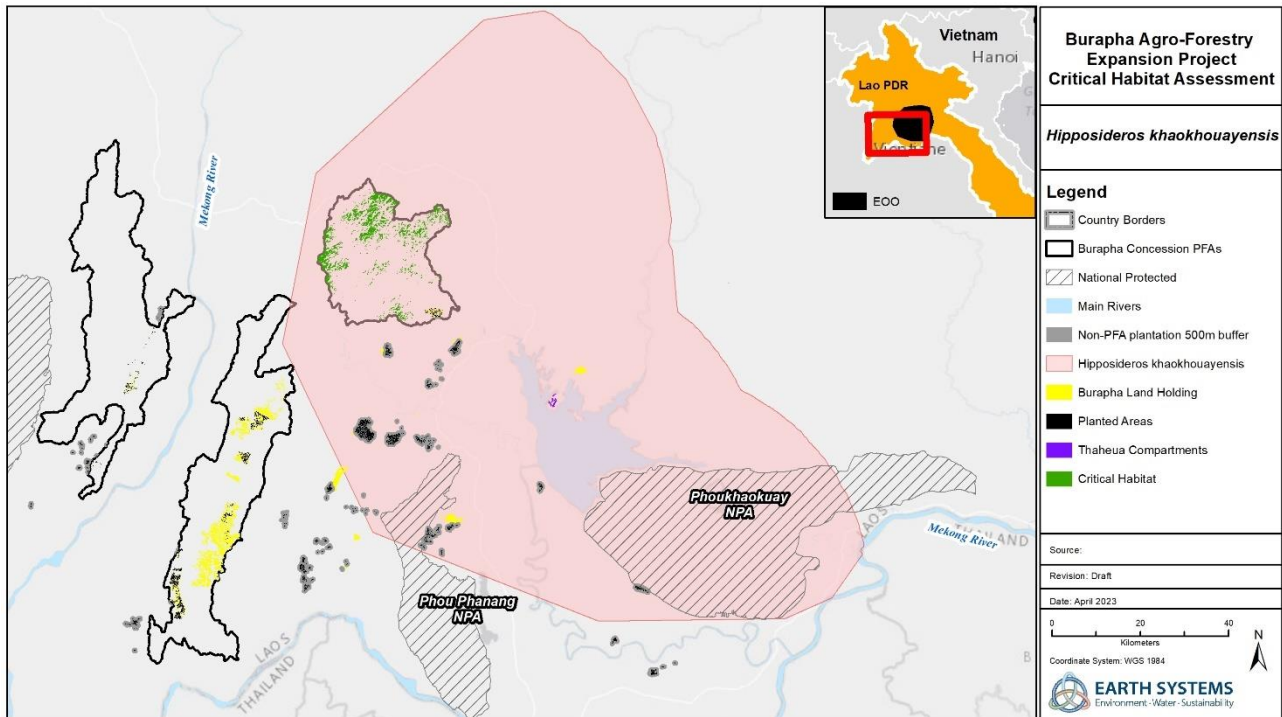 Mekong River
Phoukhaokuay
NPA
Phou Phanang
NPA
LAOS
THAILAND
LAOS
THAILAND
Mekong River
Vietnam
Hanoi
Lao PDR
Vientiane
EOO
Burapha Agro-Forestry
Expansion Project
Critical Habitat Assessment
Hipposideros khaokhouayensis
Legend
Country Borders
Burapha Concession PFAs
National Protected
Main Rivers
Non-PFA plantation 500m buffer
Hipposideros khaokhouayensis
Burapha Land Holding
Planted Areas
Thaheua Compartments
Critical Habitat
Source:
Revision: Draft
Date: April 2023
0 20 40
Kilometers
N
Coordinate System: WGS 1984
EARTH SYSTEMS
Environment - Water - Sustainability